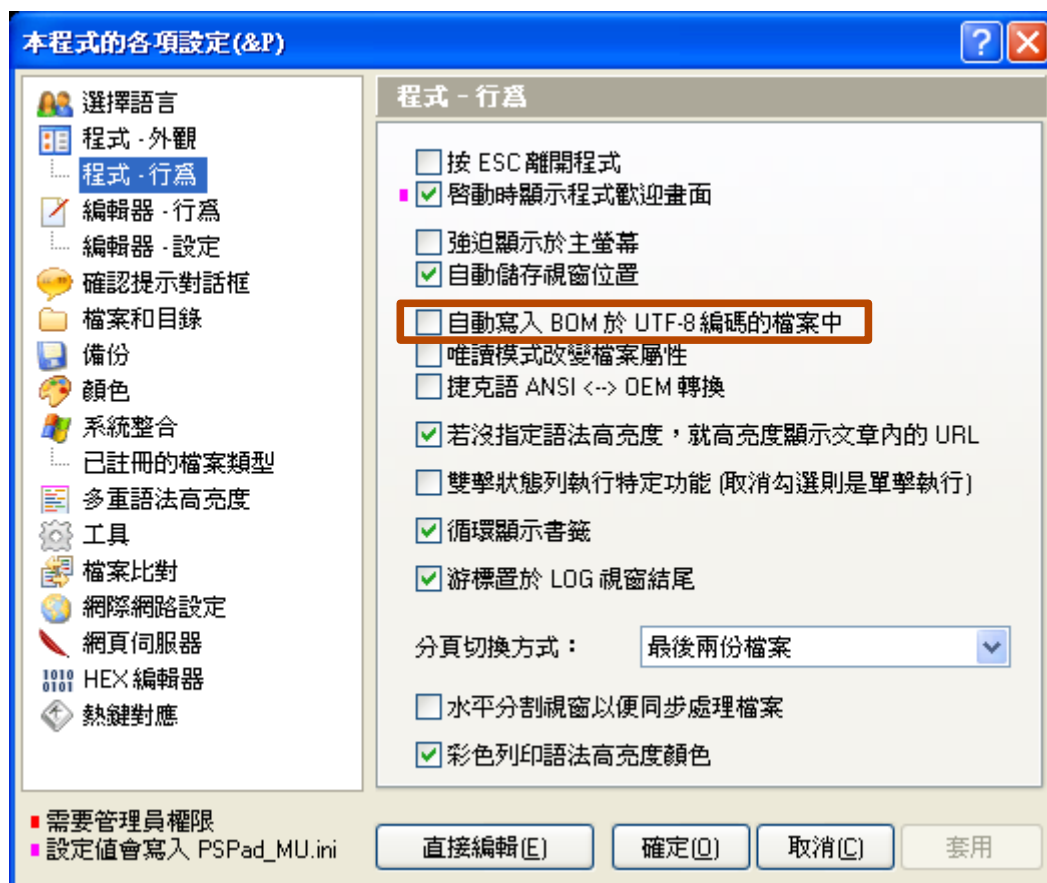 本程式的各項設定(&P)
選擇語言
程式 - 外觀
程式 - 行為
編輯器 - 行為
編輯器 - 設定
確認提示對話框
檔案和目錄
備份
顏色
系統整合
已註冊的檔案類型
多重語法高亮度
工具
檔案比對
網際網路設定
網頁伺服器
HEX 編輯器
熱鍵對應
程式 - 行為
按 ESC 離開程式
啓動時顯示程式歡迎畫面
強迫顯示於主螢幕
自動儲存視窗位置
自動寫入 BOM 於 UTF-8 編碼的檔案中
唯讀模式改變檔案屬性
捷克語 ANSI <--> OEM 轉換
若沒指定語法高亮度，就高亮度顯示文章內的 URL
雙擊狀態列執行特定功能 (取消勾選則是單擊執行)
循環顯示書籤
游標置於 LOG 視窗結尾
分頁切換方式： 最後兩份檔案
水平分割視窗以便同步處理檔案
彩色列印語法高亮度顏色
需要管理員權限
設定值會寫入 PSPad_MU.ini
直接編輯(E) 確定(O) 取消(C) 套用